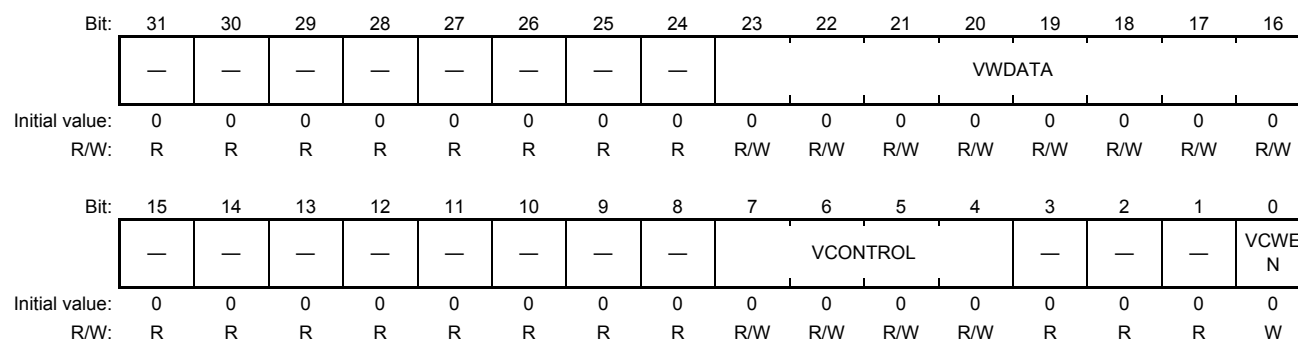 Bit: 31 30 29 28 27 26 25 24 23 22 21 20 19 18 17 16
— — — — — — — — VWDATA
Initial value: 0 0 0 0 0 0 0 0 0 0 0 0 0 0 0 0
R/W: R R R R R R R R R/W R/W R/W R/W R/W R/W R/W R/W
Bit: 15 14 13 12 11 10 9 8 7 6 5 4 3 2 1 0
— — — — — — — — VCONTROL — — — VCWE
N
Initial value: 0 0 0 0 0 0 0 0 0 0 0 0 0 0 0 0
R/W: R R R R R R R R R/W R/W R/W R/W R R R W